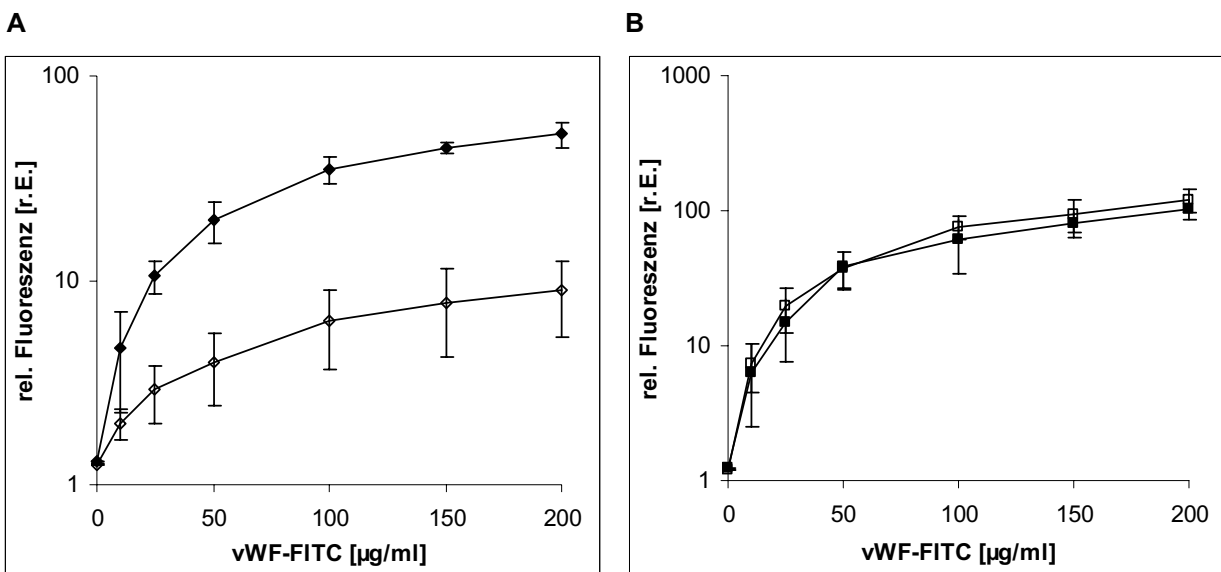 A
100
10
1
rel. Fluoreszenz [r.E.]
0 50 100 150 200
vWF-FITC [µg/ml]
B
1000
100
10
1
rel. Fluoreszenz [r.E.]
0 50 100 150 200
vWF-FITC [µg/ml]